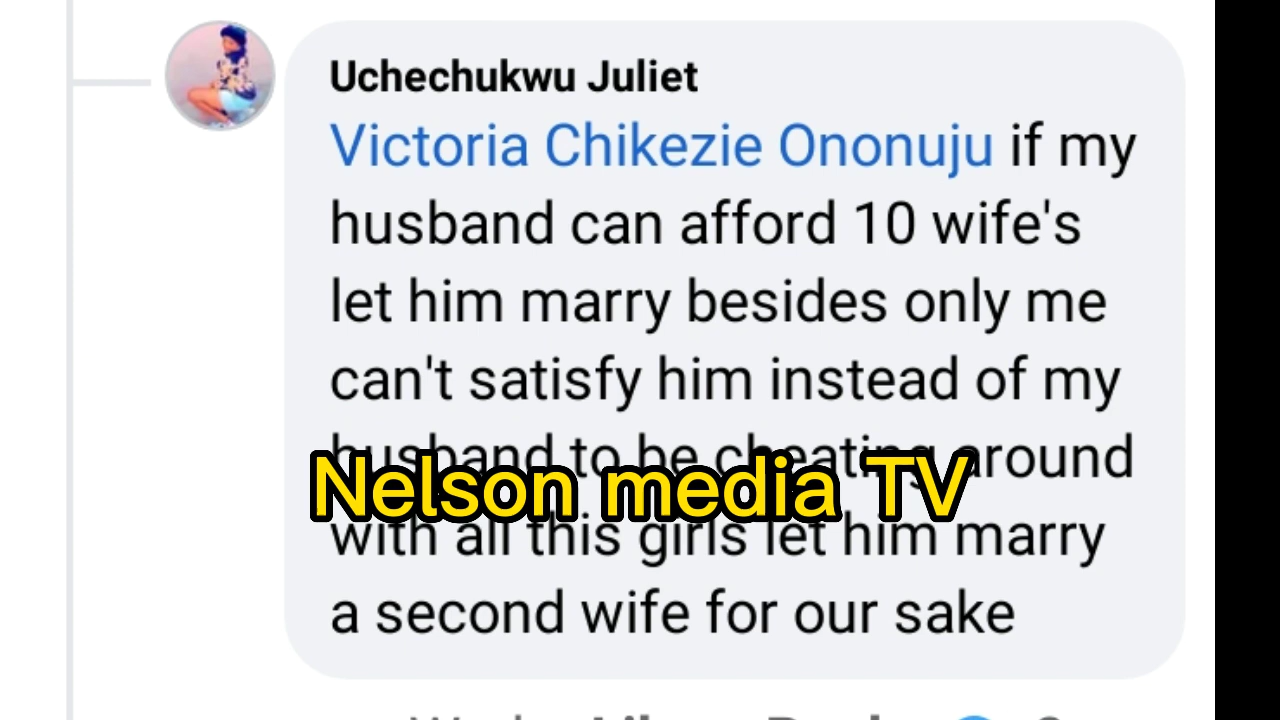 Uchechukwu Juliet
Victoria Chikezie Ononuju if my
husband can afford 10 wife's
let him marry besides only me
can't satisfy him instead of my
husband to be cheating around
Nelson media TV
with all this girls let him marry
a second wife for our sake